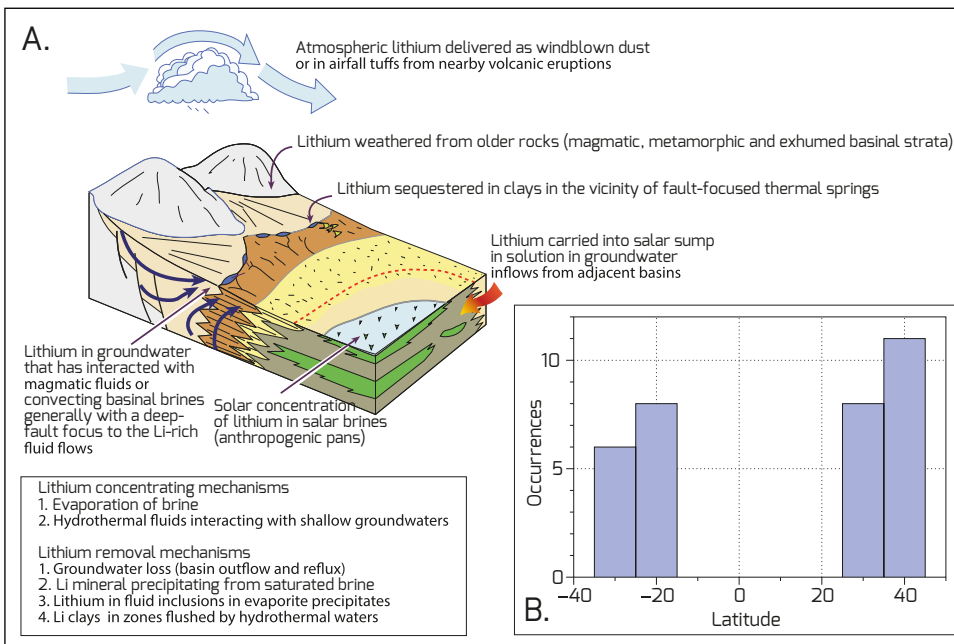 A.
Atmospheric lithium delivered as windblown dust
or in airfall tuffs from nearby volcanic eruptions
Lithium weathered from older rocks (magmatic, metamorphic and exhumed basinal strata)
Lithium sequestered in clays in the vicinity of fault-focused thermal springs
Lithium carried into salar sump
in solution in groundwater
inflows from adjacent basins
Lithium in groundwater
that has interacted with
magmatic fluids or
convecting basinal brines
generally with a deep-
fault focus to the Li-rich
fluid flows
Solar concentration
of lithium in salar brines
(anthropogenic pans)
Lithium concentrating mechanisms
1. Evaporation of brine
2. Hydrothermal fluids interacting with shallow groundwaters
Lithium removal mechanisms
1. Groundwater loss (basin outflow and reflux)
2. Li mineral precipitating from saturated brine
3. Lithium in fluid inclusions in evaporite precipitates
4. Li clays in zones flushed by hydrothermal waters
B.
Occurrences
10
5
0
−40 −20 0 20 40
Latitude